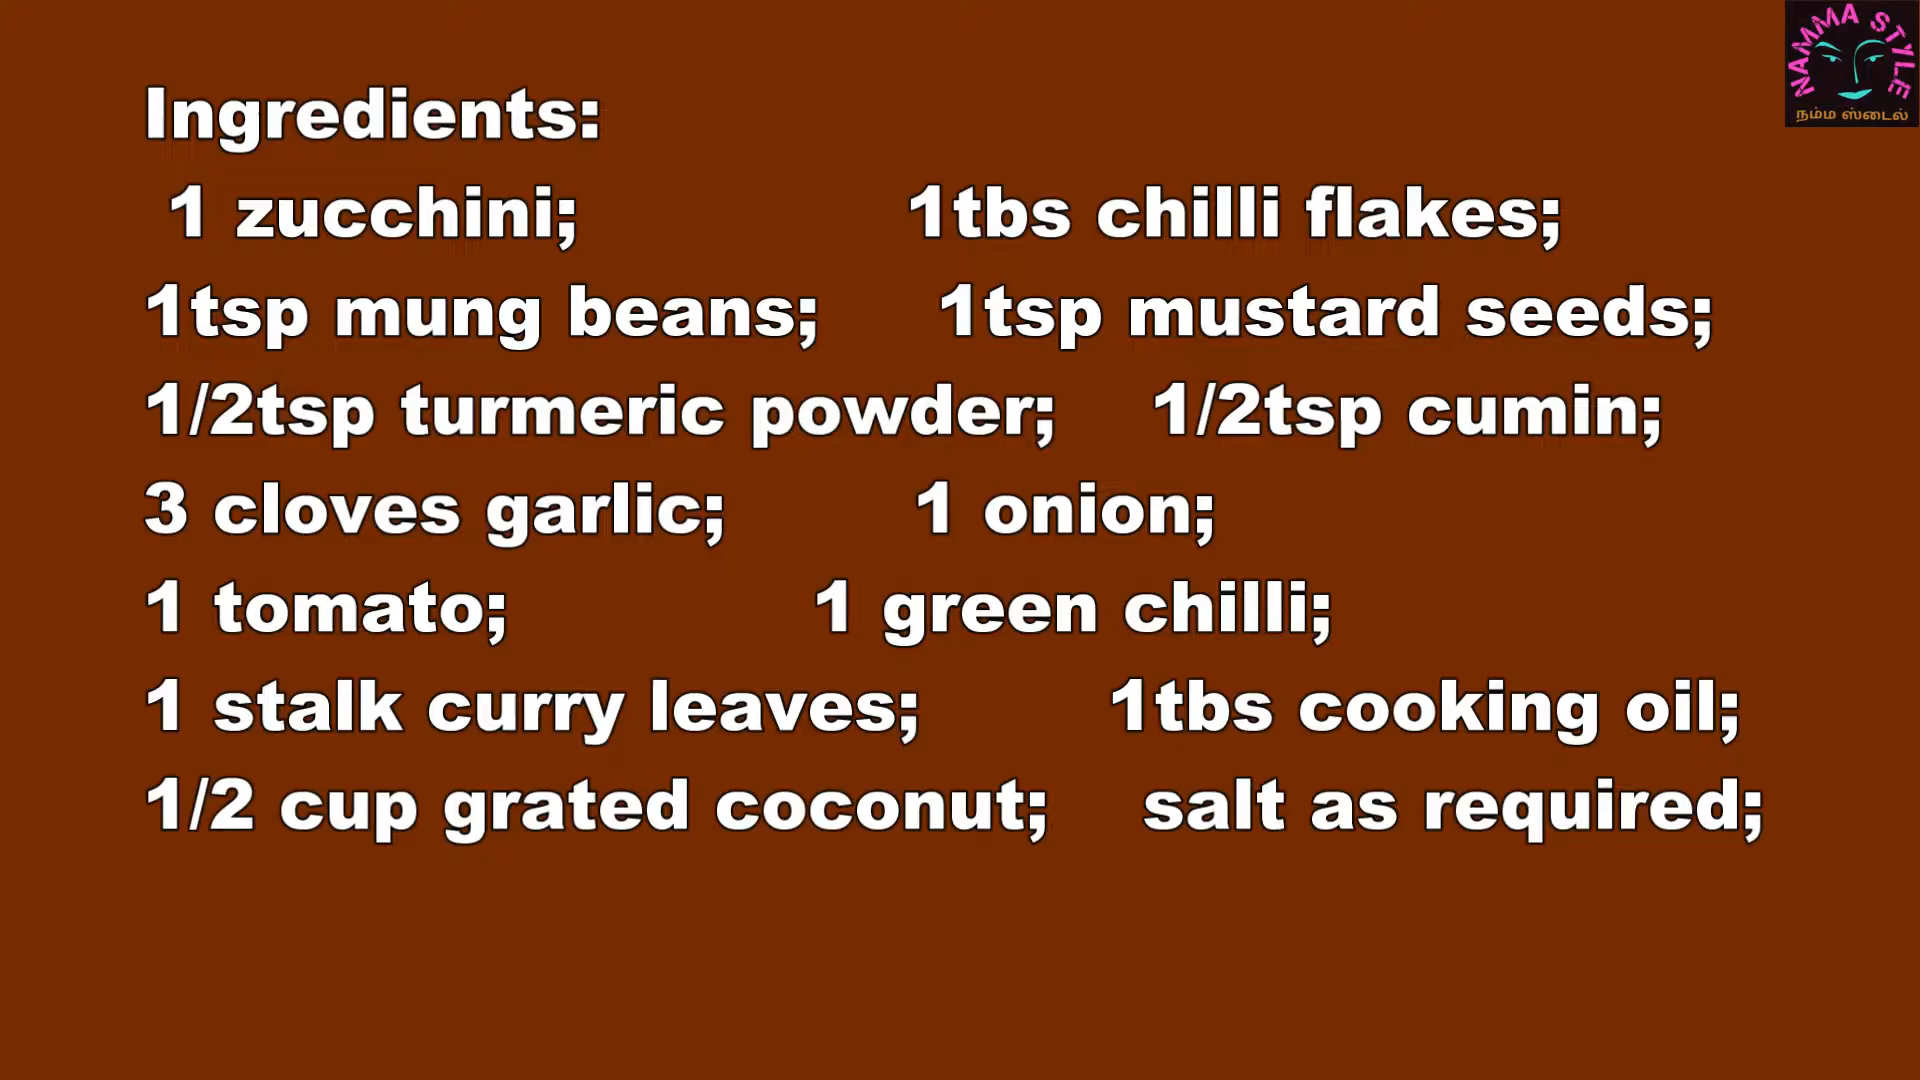 NAMMA STYLE
நம்ம ஸ்டைல்
Ingredients:
1 zucchini; 1tbs chilli flakes;
1tsp mung beans; 1tsp mustard seeds;
1/2tsp turmeric powder; 1/2tsp cumin;
3 cloves garlic; 1 onion;
1 tomato; 1 green chilli;
1 stalk curry leaves; 1tbs cooking oil;
1/2 cup grated coconut; salt as required;